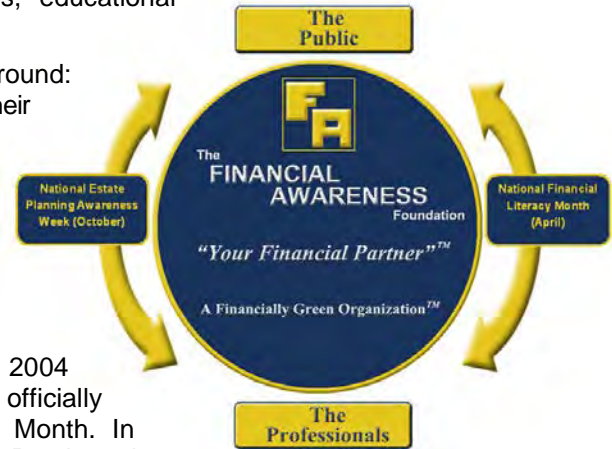 s, educational
The
Public
round:
heir
FA
The
FINANCIAL
AWARENESS
Foundation
National Estate
Planning Awareness
Week (October)
National Financial
Literacy Month
(April)
"Your Financial Partner"™
A Financially Green Organization™
2004
officially
Month. In
The
Professionals